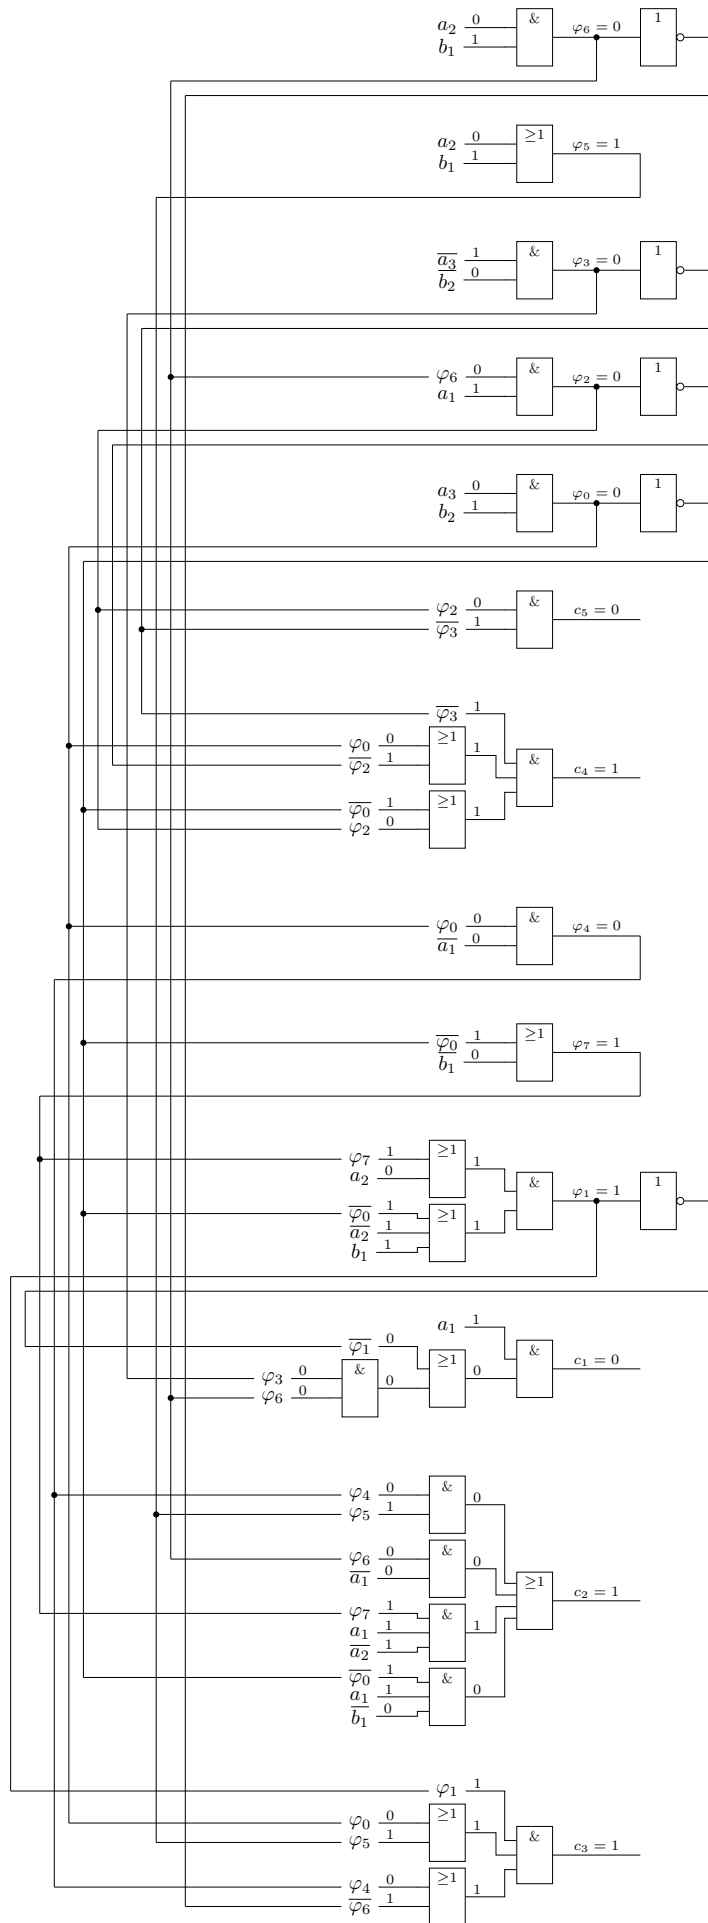 a₂ 0 & φ₆ = 0 1
b₁ 1
a₂ 0 ≥1 φ₅ = 1
b₁ 1
a̅₃ 1 & φ₃ = 0 1
b̅₂ 0
φ₆ 0 & φ₂ = 0 1
a₁ 1
a₃ 0 & φ₀ = 0 1
b₂ 1
φ₂ 0 & c₅ = 0
φ̅₃ 1
φ̅₃ 1
φ₀ 0 ≥1 1 & c₄ = 1
φ̅₂ 1
φ̅₀ 1 ≥1 1
φ₂ 0
φ₀ 0 & φ₄ = 0
a̅₁ 0
φ̅₀ 1 ≥1 φ₇ = 1
b̅₁ 0
φ₇ 1 ≥1 1 & φ₁ = 1 1
a₂ 0
φ̅₀ 1 ≥1 1
a̅₂ 1
b₁ 1
a₁ 1 & c₁ = 0
φ̅₁ 0 ≥1 0
φ₃ 0 & 0
φ₆ 0
φ₄ 0 & 0
φ₅ 1
φ₆ 0 & 0 ≥1 c₂ = 1
a̅₁ 0
φ₇ 1 & 1
a₁ 1
a̅₂ 1
φ̅₀ 1 & 0
a₁ 1
b̅₁ 0
φ₁ 1
φ₀ 0 ≥1 1 & c₃ = 1
φ₅ 1
φ₄ 0 ≥1 1
φ̅₆ 1